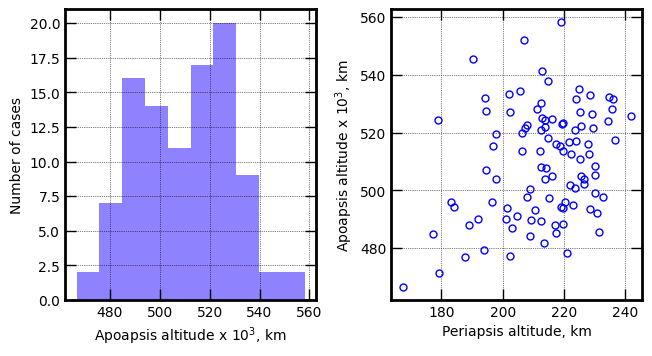 20.0
17.5
15.0
12.5
10.0
7.5
5.0
2.5
0.0
Number of cases
480 500 520 540 560
Apoapsis altitude x 10³, km
560
540
520
500
480
Apoapsis altitude x 10³, km
180 200 220 240
Periapsis altitude, km